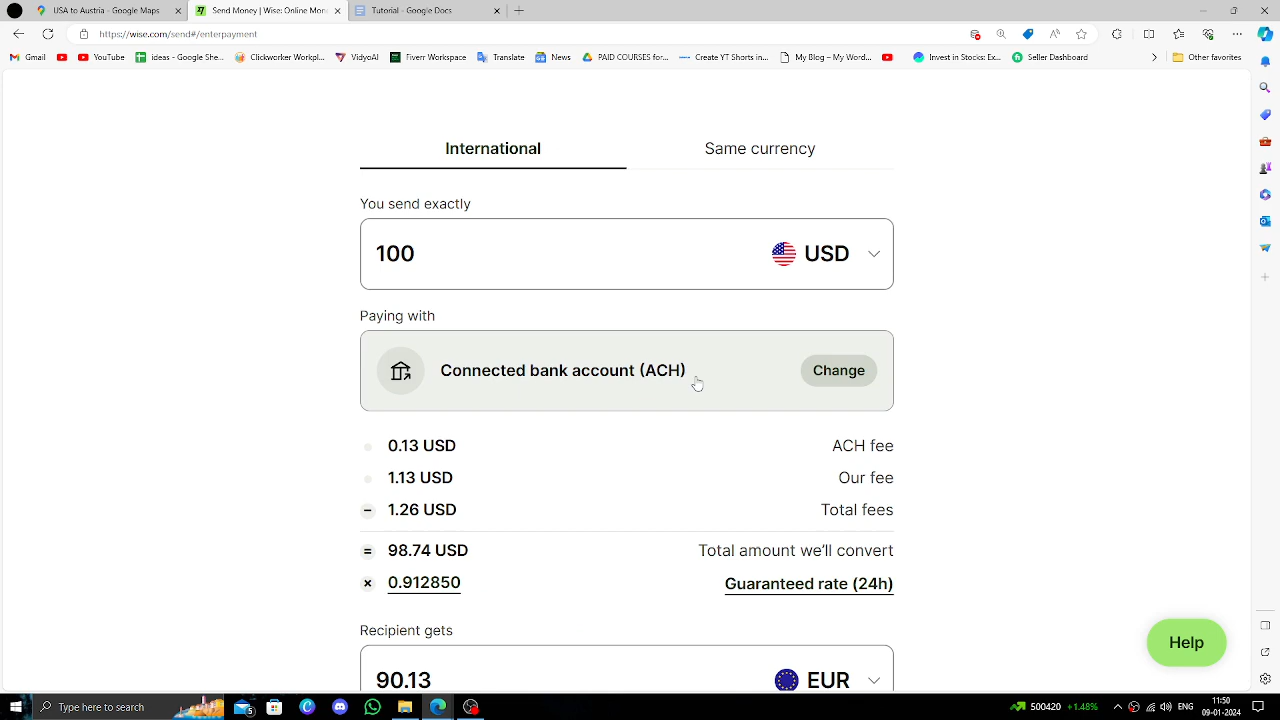 USA to Austria - Google Maps
Send Money | Wise: Online Mon
Tutorial - Google Docs
https://wise.com/send#/enterpayment
Gmail
YouTube
ideas - Google She...
Clickworker Workpl...
VidyoAI
Fiverr Workspace
Translate
News
PAID COURSES for...
Create YT Shorts in...
My Blog – My Word...
Invest in Stocks: Ex...
Seller Dashboard
Other favorites
International
Same currency
You send exactly
100
USD
Paying with
Connected bank account (ACH)
Change
0.13 USD
ACH fee
1.13 USD
Our fee
− 1.26 USD
Total fees
= 98.74 USD
Total amount we'll convert
× 0.912850
Guaranteed rate (24h)
Recipient gets
90.13
EUR
Help
Type here to search
5
500420 +1.48%
ENG
11:50
09-01-2024